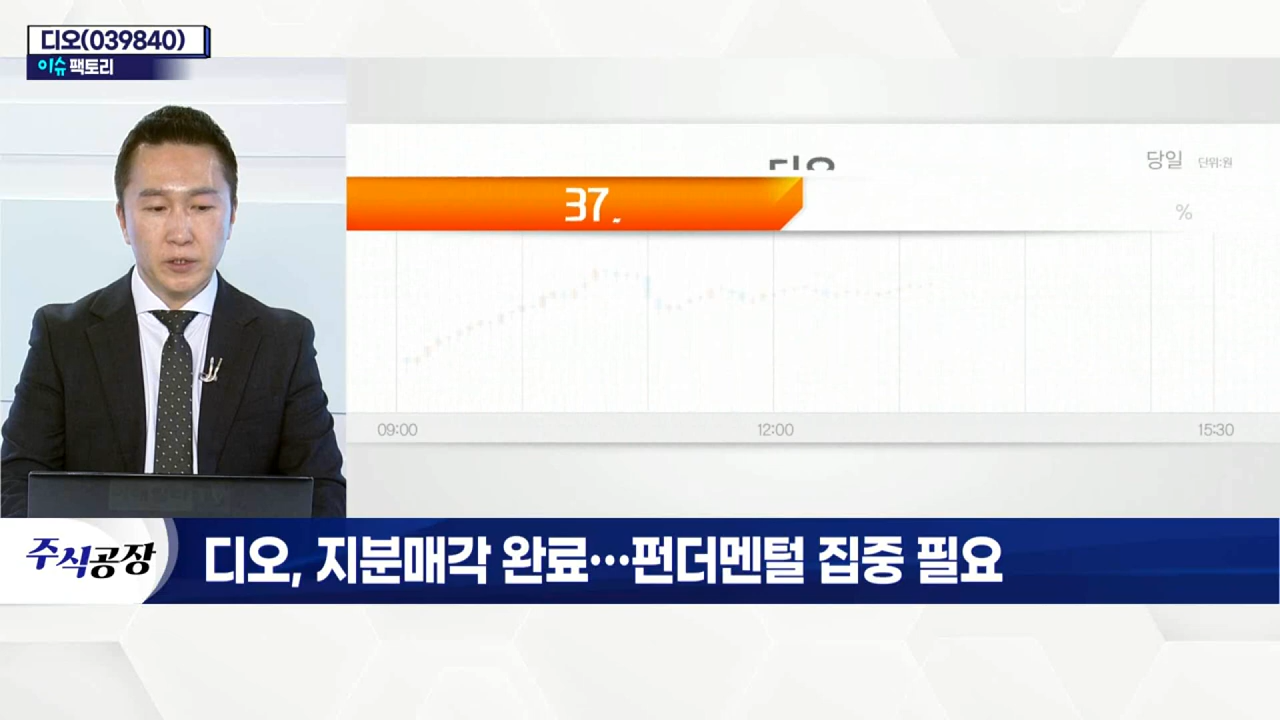 디오(039840)
이슈 팩토리
디오
당일 단위:원
37.
%
09:00 12:00 15:30
주식공장
디오, 지분매각 완료…펀더멘털 집중 필요